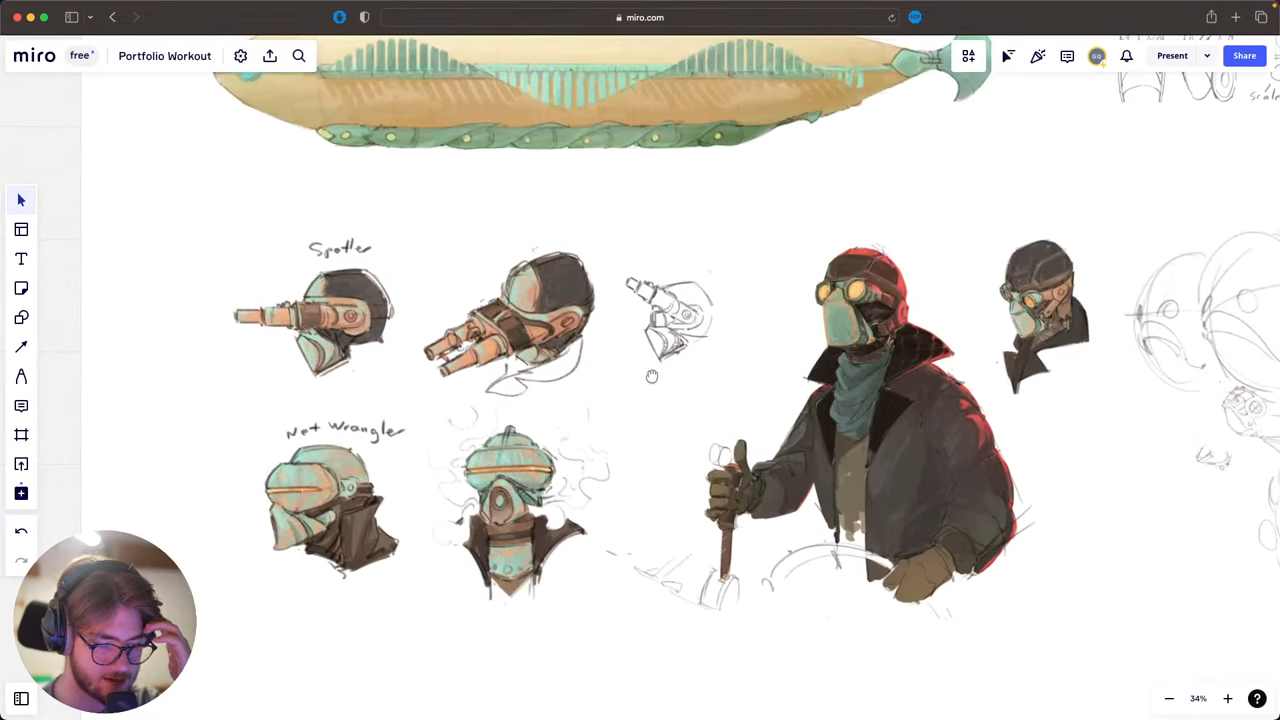 miro.com
miro
free
Portfolio Workout
Present
Share
Spotter
Net Wrangler
34%